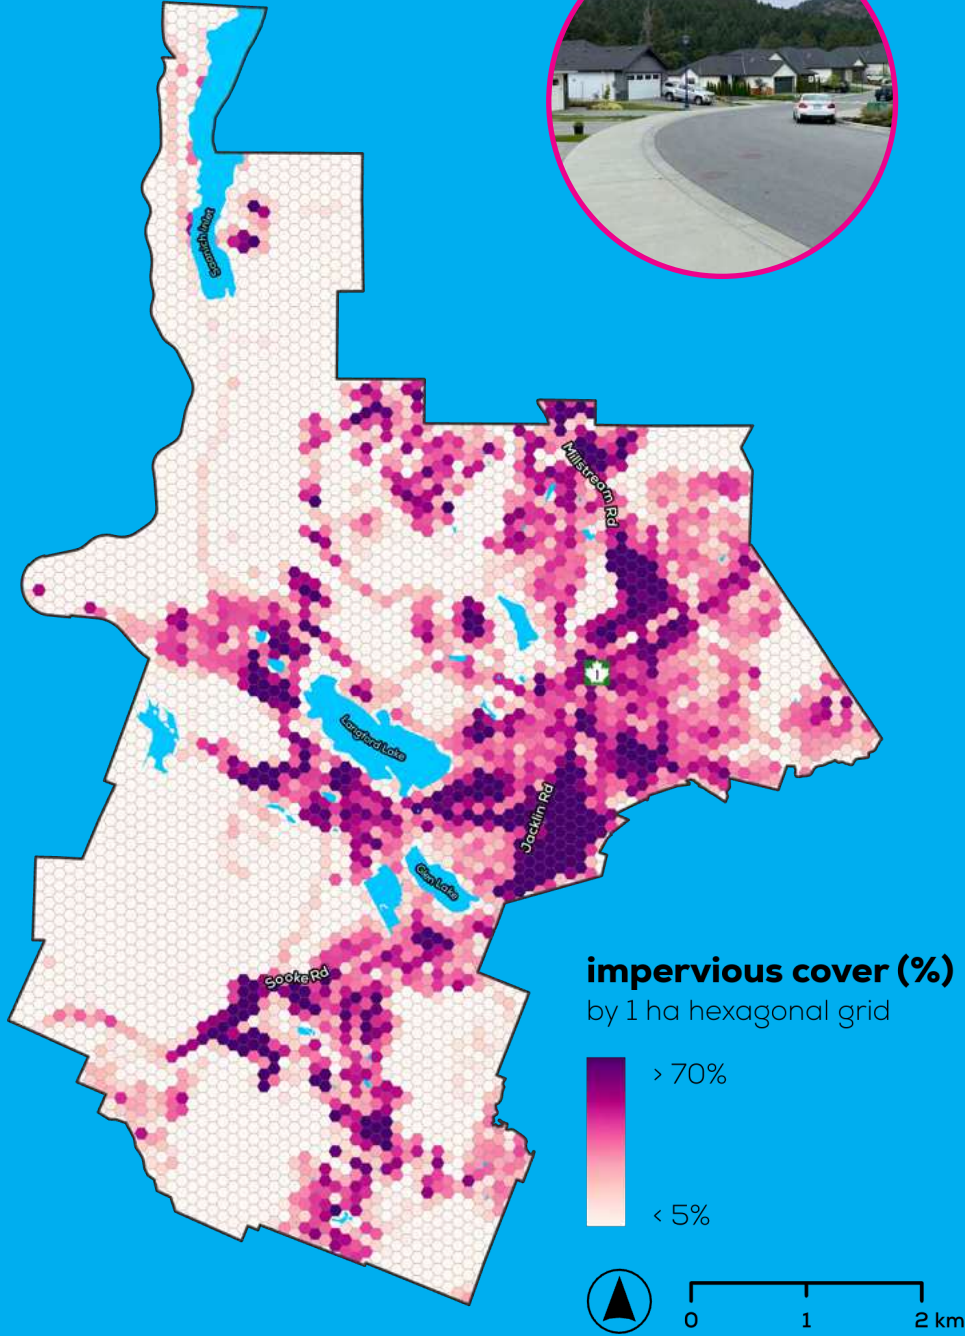 Saanich Inlet
Millstream Rd
1
Langford Lake
Jacklin Rd
Glen Lake
Sooke Rd
impervious cover (%)
by 1 ha hexagonal grid
> 70%
< 5%
0 1 2 km